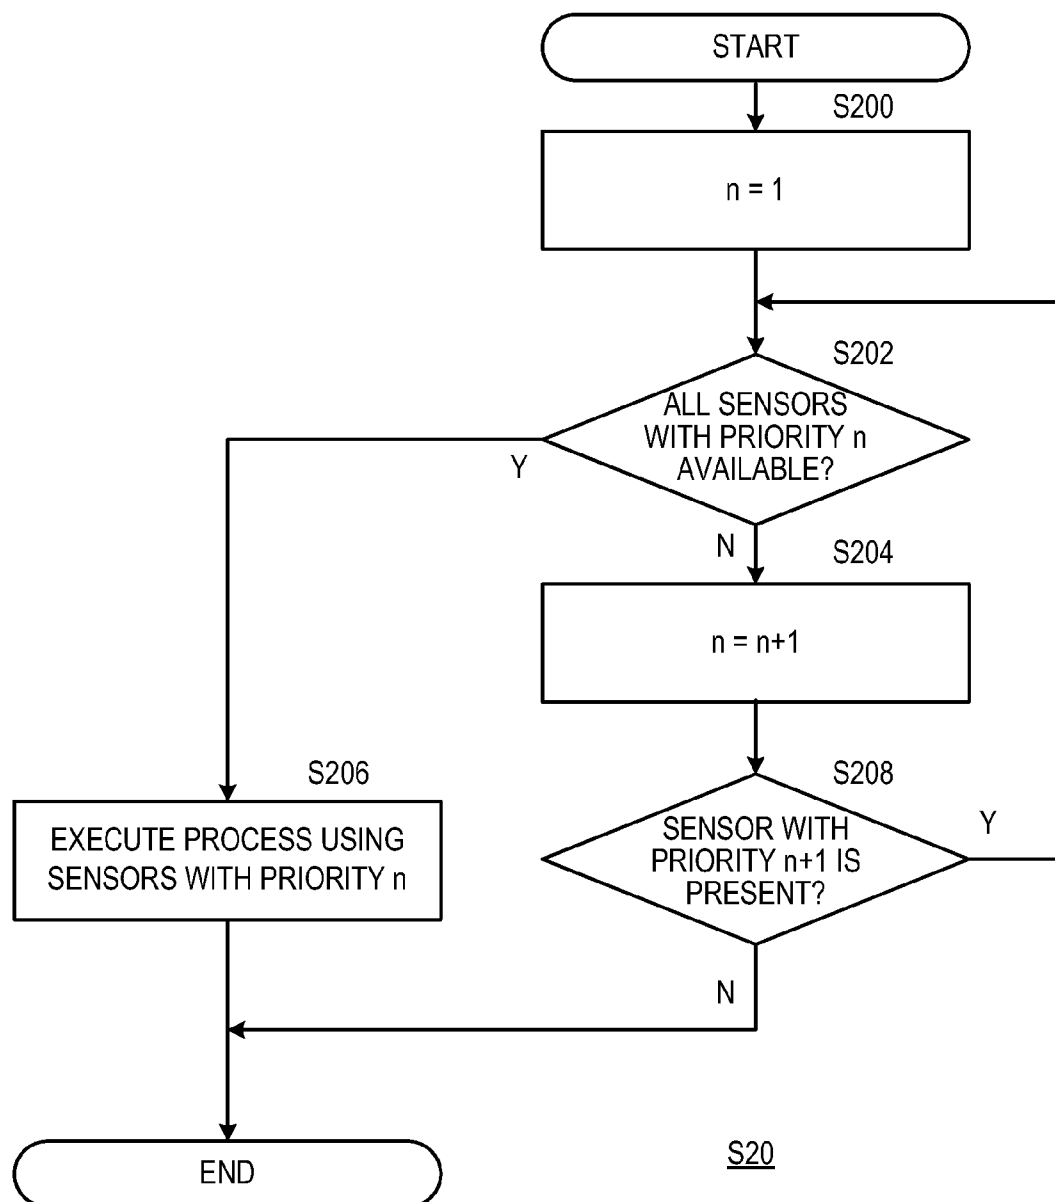 START
S200
n = 1
S202
ALL SENSORS
WITH PRIORITY n
AVAILABLE?
Y
N
S204
n = n+1
S206
EXECUTE PROCESS USING
SENSORS WITH PRIORITY n
S208
SENSOR WITH
PRIORITY n+1 IS
PRESENT?
Y
N
END
S20